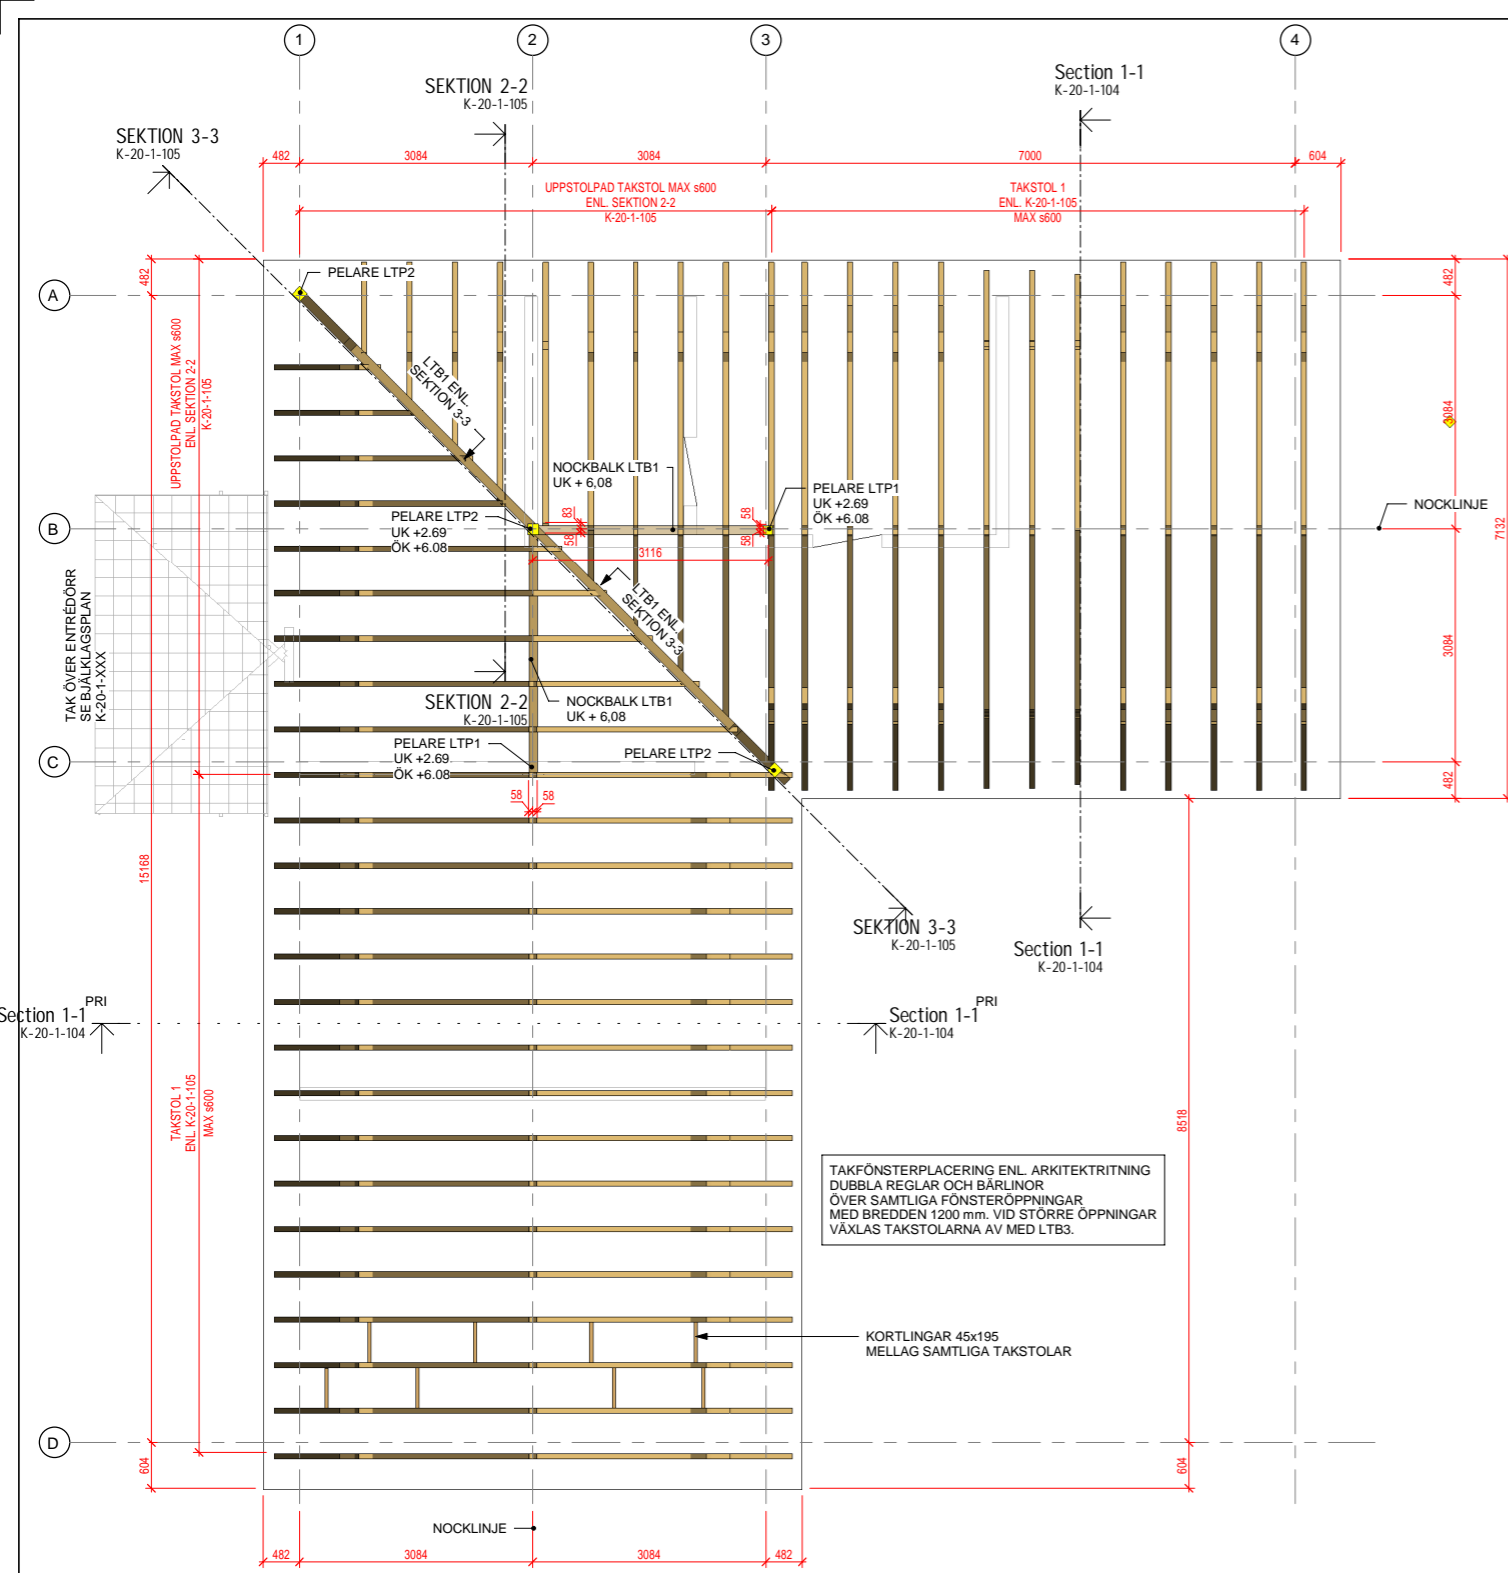 1
2
3
4
SEKTION 2-2
K-20-1-105
Section 1-1
K-20-1-104
SEKTION 3-3
K-20-1-105
482
3084
3084
7000
604
UPPSTOLPAD TAKSTOL MAX s600
ENL. SEKTION 2-2
K-20-1-105
TAKSTOL 1
ENL. K-20-1-105
MAX s600
A
B
C
D
482
15168
604
UPPSTOLPAD TAKSTOL MAX s600
ENL. SEKTION 2-2
K-20-1-105
TAKSTOL 1
ENL. K-20-1-105
MAX s600
PELARE LTP2
LTB1 ENL.
SEKTION 3-3
NOCKBALK LTB1
UK + 6,08
PELARE LTP1
UK +2.69
ÖK +6.08
PELARE LTP2
UK +2.69
ÖK +6.08
83
58
58
58
3116
LTB1 ENL.
SEKTION 3-3
NOCKLINJE
482
3084
3084
482
7132
TAK ÖVER ENTRÉDÖRR
SE BJÄLKLAGSPLAN
K-20-1-XXX
SEKTION 2-2
K-20-1-105
NOCKBALK LTB1
UK + 6,08
PELARE LTP1
UK +2.69
ÖK +6.08
PELARE LTP2
58
58
SEKTION 3-3
K-20-1-105
Section 1-1
K-20-1-104
Section 1-1
K-20-1-104
PRI
Section 1-1
K-20-1-104
PRI
8518
604
TAKFÖNSTERPLACERING ENL. ARKITEKTRITNING
DUBBLA REGLAR OCH BÄRLINOR
ÖVER SAMTLIGA FÖNSTERÖPPNINGAR
MED BREDDEN 1200 mm. VID STÖRRE ÖPPNINGAR
VÄXLAS TAKSTOLARNA AV MED LTB3.
KORTLINGAR 45x195
MELLAG SAMTLIGA TAKSTOLAR
NOCKLINJE
482
3084
3084
482